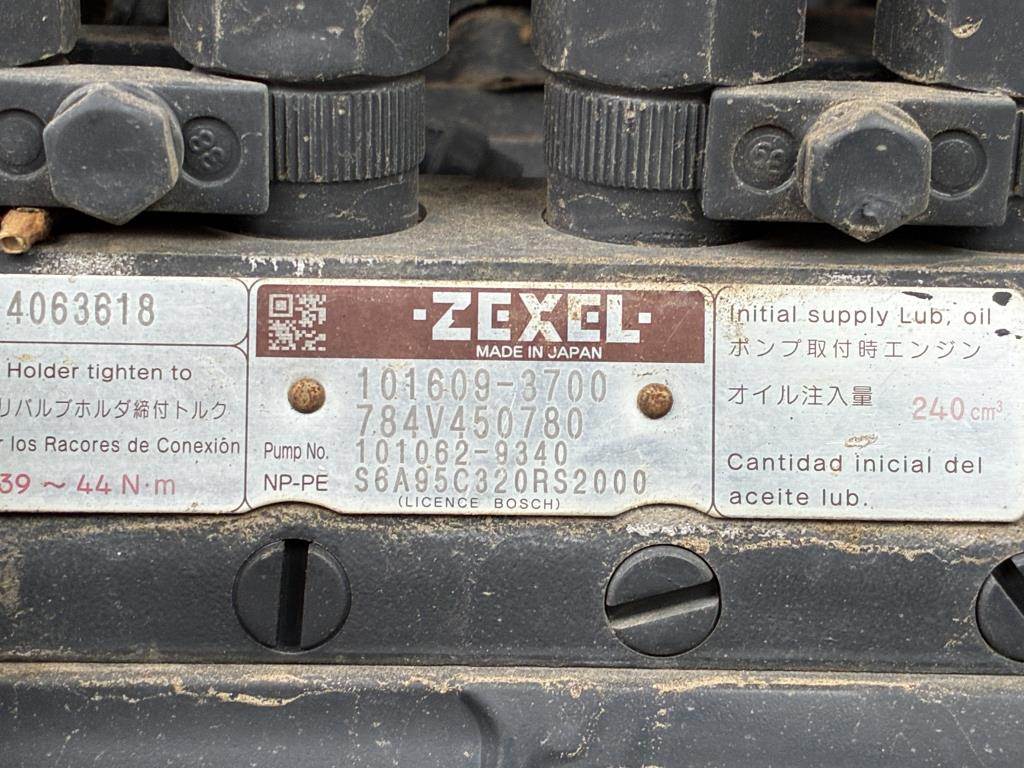 4063618
Holder tighten to
リバルブホルダ締付トルク
r los Racores de Conexión
39 ~ 44 N·m
·ZEXEL·
MADE IN JAPAN
101609-3700
784V450780
Pump No. 101062-9340
NP-PE S6A95C320RS2000
(LICENCE BOSCH)
Initial supply Lub, oil
ポンプ取付時エンジン
オイル注入量 240 cm³
Cantidad inicial del
aceite lub.